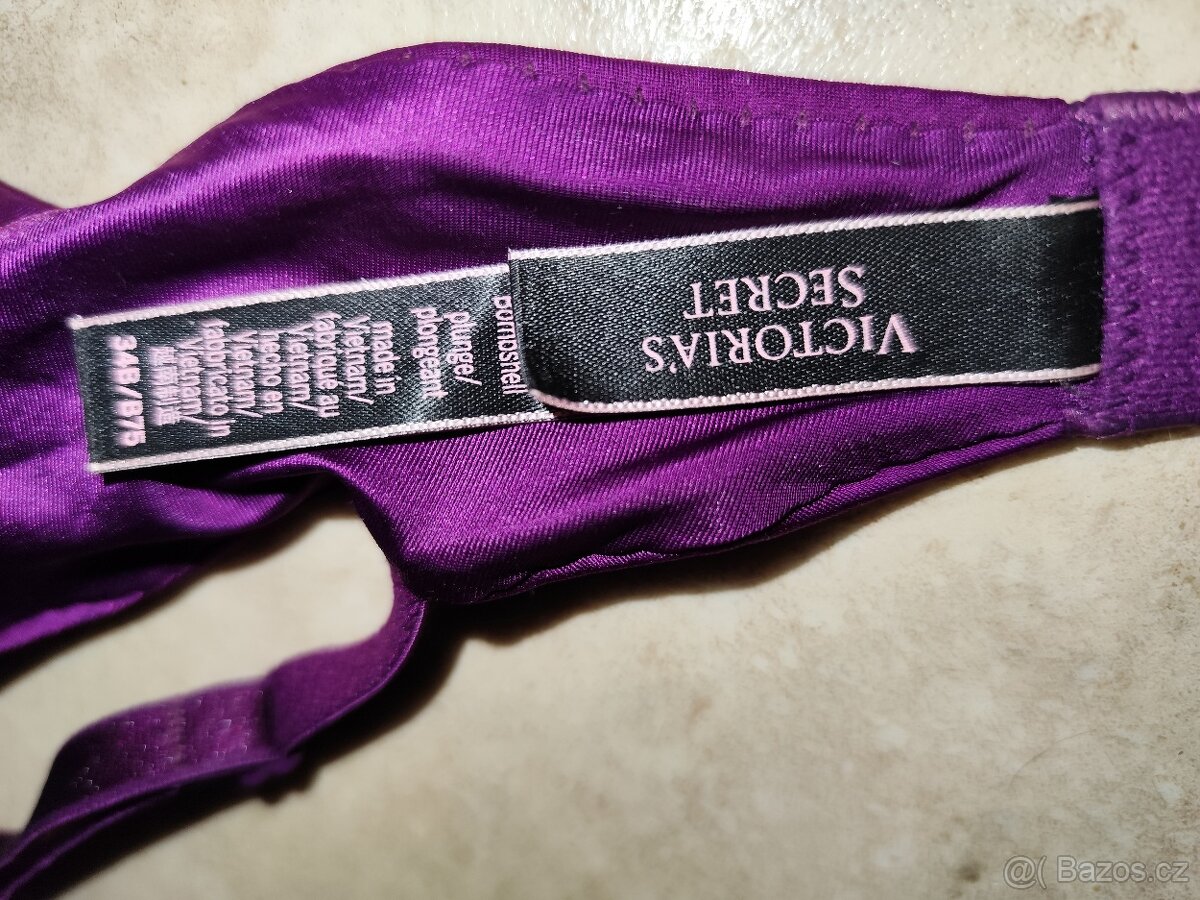 VICTORIA'S
SECRET
bombshell
plunge/
plongeant
made in
Vietnam/
fabriqué au
Vietnam/
hecho en
Vietnam/
fabbricato in
Vietnam/
34B/B75
@( Bazos.cz